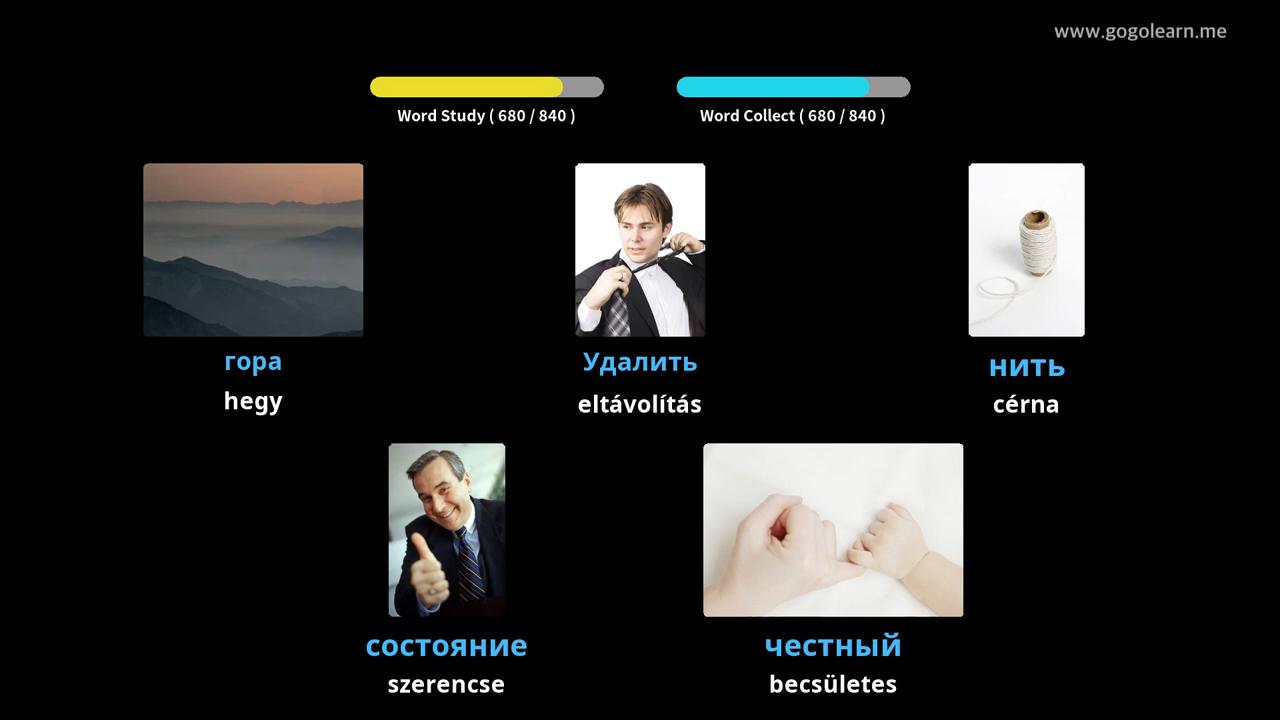 www.gogolearn.me
Word Study ( 680 / 840 )
Word Collect ( 680 / 840 )
гора
hegy
Удалить
eltávolítás
нить
cérna
состояние
szerencse
честный
becsületes